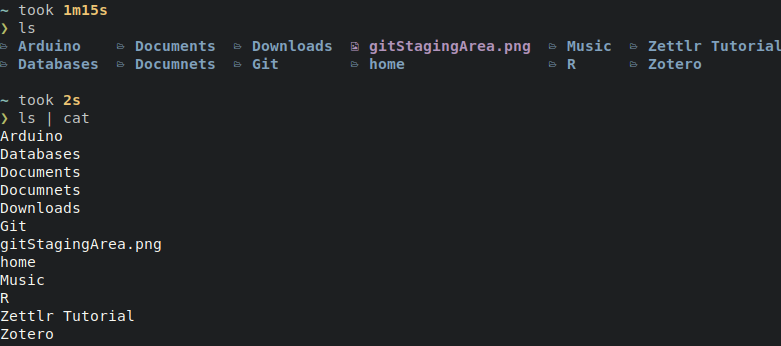 ~ took 1m15s
❯ ls
Arduino Documents Downloads gitStagingArea.png Music Zettlr Tutorial
Databases Documnets Git home R Zotero
~ took 2s
❯ ls | cat
Arduino
Databases
Documents
Documnets
Downloads
Git
gitStagingArea.png
home
Music
R
Zettlr Tutorial
Zotero